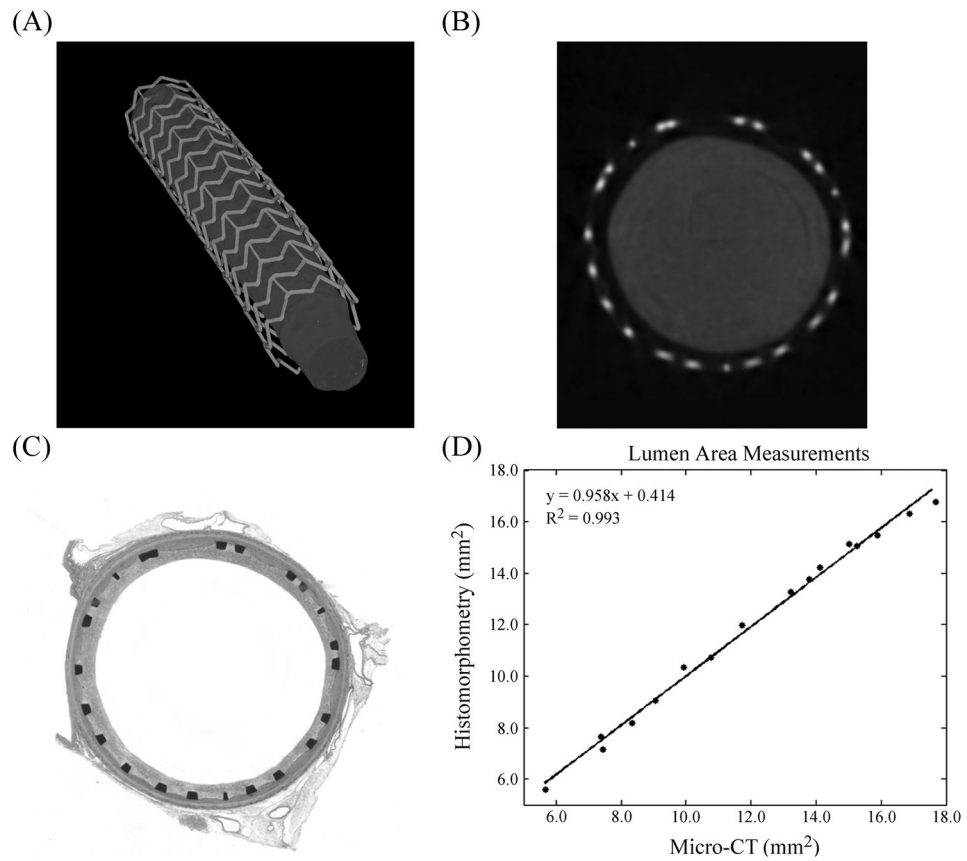 (A)
(B)
(C)
(D)
Lumen Area Measurements
y = 0.958x + 0.414
R² = 0.993
Histomorphometry (mm²)
18.0
16.0
14.0
12.0
10.0
8.0
6.0
6.0 8.0 10.0 12.0 14.0 16.0 18.0
Micro-CT (mm²)